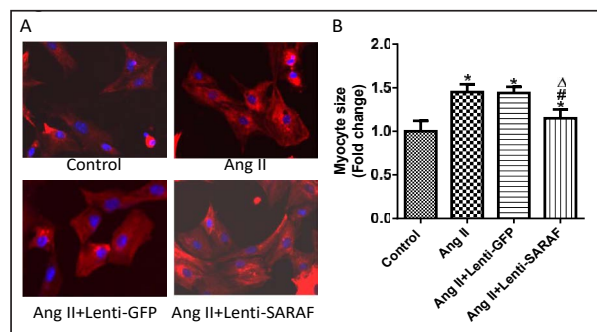 A
Control
Ang II
Ang II+Lenti-GFP
Ang II+Lenti-SARAF
B
Myocyte size
(Fold change)
2.0
1.5
1.0
0.5
0.0
*
*
Δ
#
*
Control
Ang II
Ang II+Lenti-GFP
Ang II+Lenti-SARAF